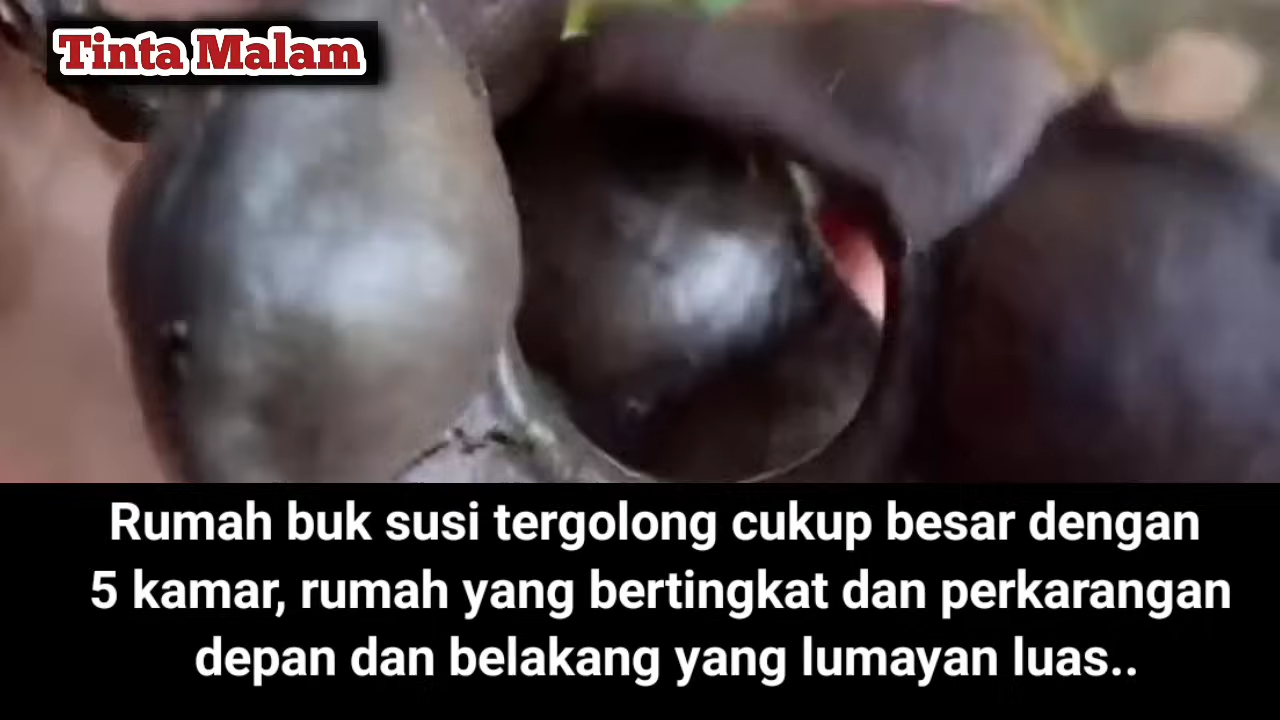 Tinta Malam
Rumah buk susi tergolong cukup besar dengan
5 kamar, rumah yang bertingkat dan perkarangan
depan dan belakang yang lumayan luas..